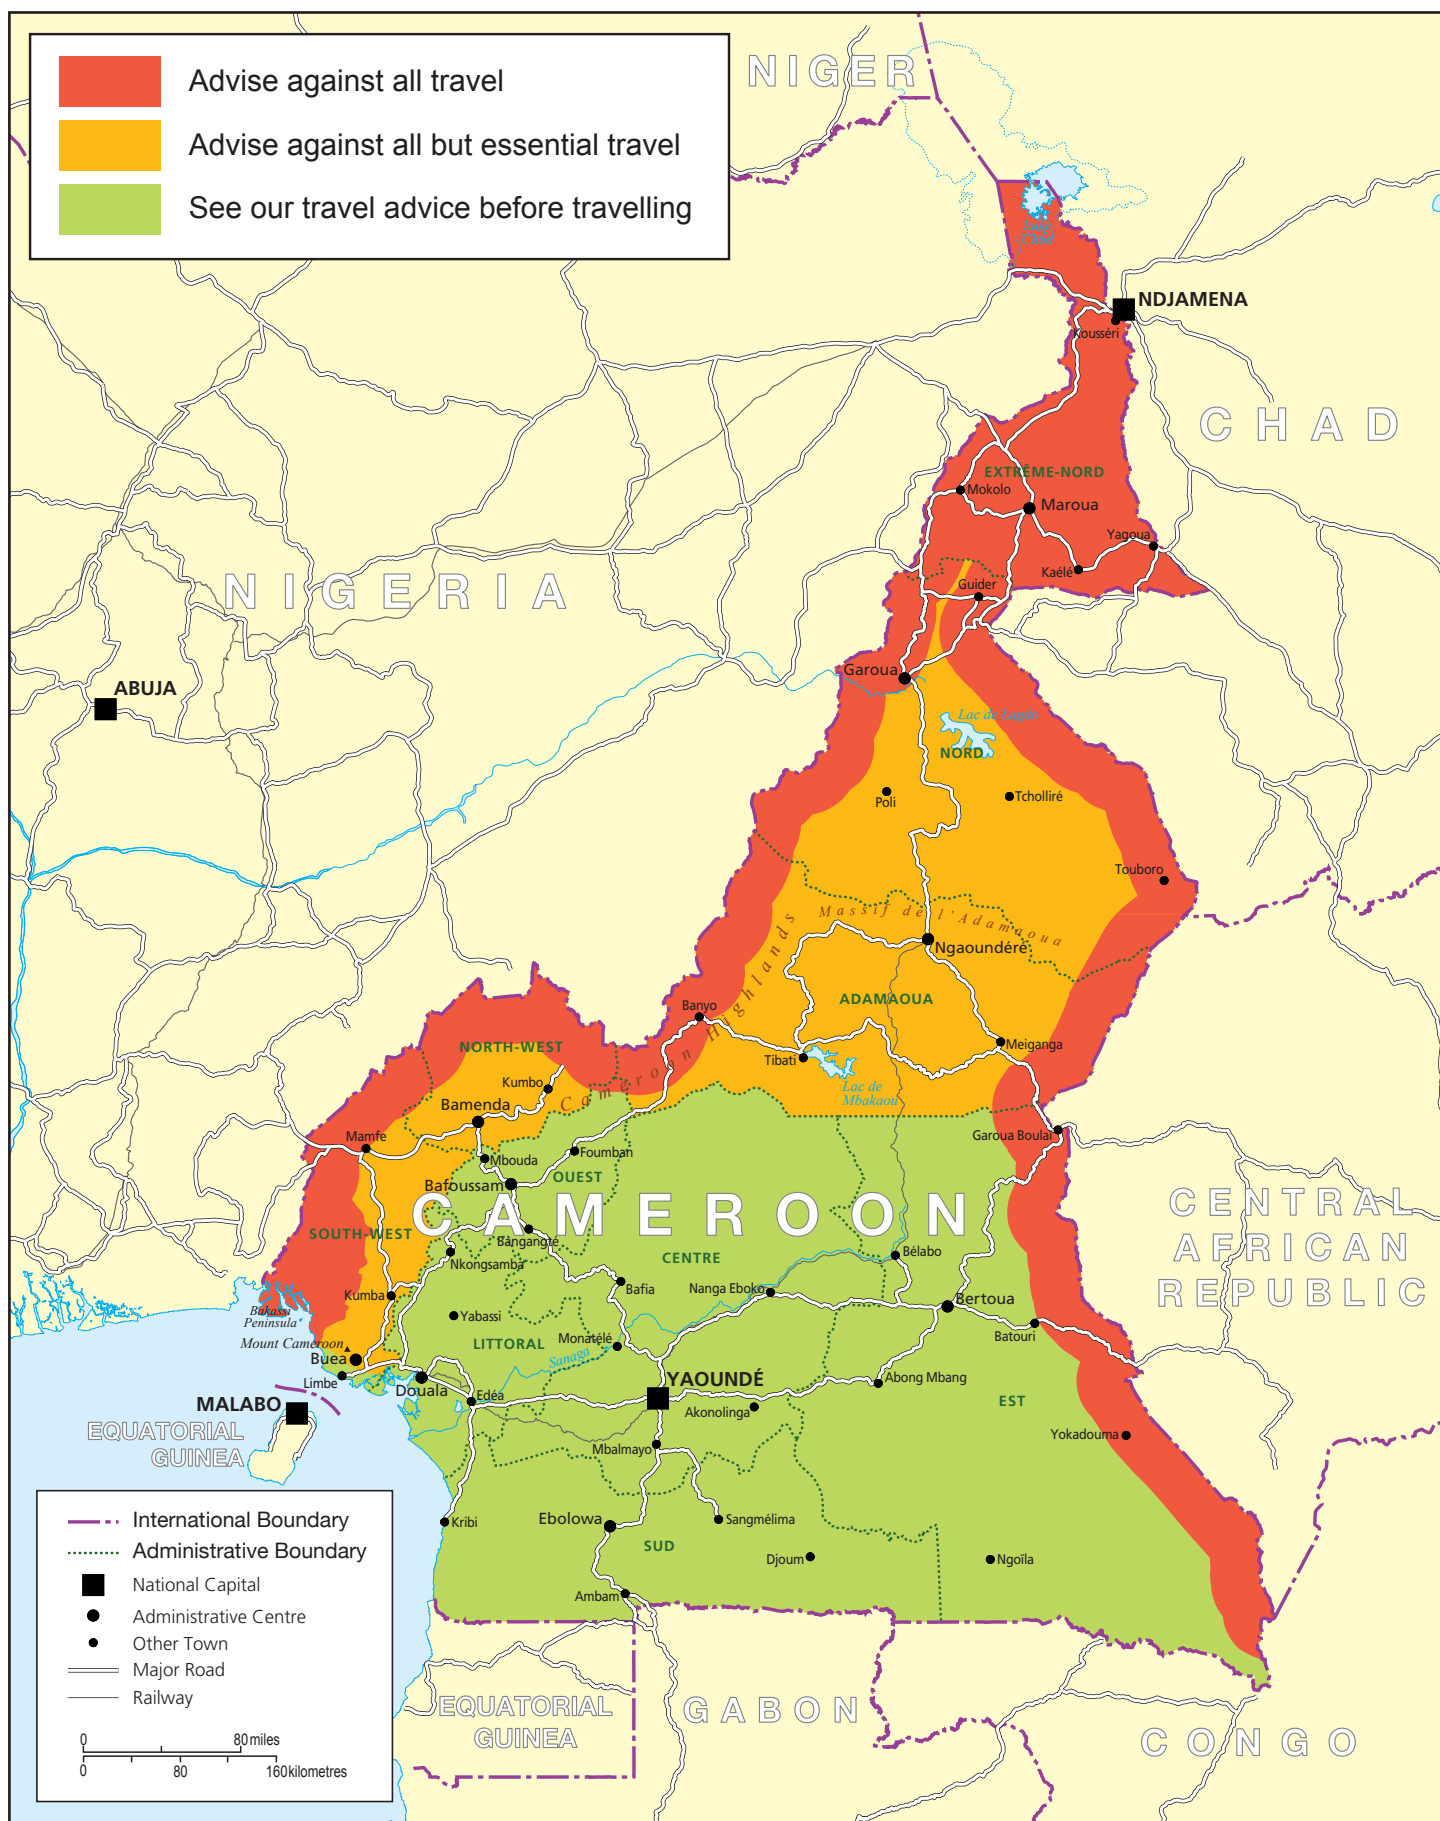 Advise against all travel
Advise against all but essential travel
See our travel advice before travelling
NIGER
Lake
Chad
NDJAMENA
Kousséri
CHAD
EXTRÊME-NORD
Mokolo
Maroua
Yagoua
Kaélé
Guider
NIGERIA
Garoua
ABUJA
Lac de Lagdo
NORD
Poli
Tcholliré
Touboro
Massif de l'Adamaoua
Ngaoundéré
ADAMAOUA
Banyo
Cameroon Highlands
Meiganga
Tibati
Lac de
Mbakaou
NORTH-WEST
Kumbo
Bamenda
Mamfe
Garoua Boulai
Mbouda
Foumban
OUEST
Bafoussam
CAMEROON
CENTRAL
AFRICAN
REPUBLIC
SOUTH-WEST
Bangangté
Nkongsamba
CENTRE
Bélabo
Bafia
Nanga Eboko
Bertoua
Kumba
Bakassi
Peninsula
Yabassi
Batouri
Mount Cameroon
LITTORAL
Monatélé
Sanaga
Buea
Limbe
Douala
Edéa
YAOUNDÉ
Abong Mbang
Akonolinga
EST
MALABO
EQUATORIAL
GUINEA
Mbalmayo
Yokadouma
Kribi
Ebolowa
Sangmélima
SUD
Djoum
Ngoïla
Ambam
International Boundary
Administrative Boundary
National Capital
Administrative Centre
Other Town
Major Road
Railway
0 80 miles
0 80 160 kilometres
EQUATORIAL
GUINEA
GABON
CONGO